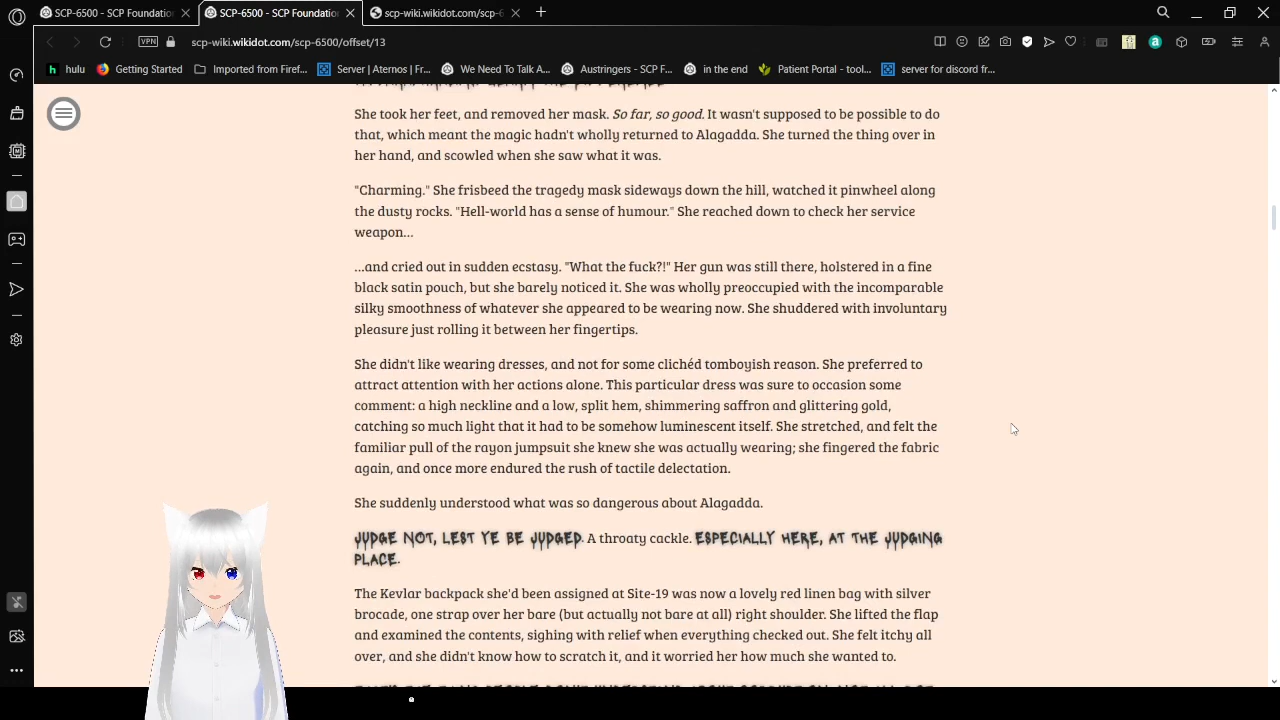 SCP-6500 - SCP Foundation
SCP-6500 - SCP Foundation
scp-wiki.wikidot.com/scp-6
VPN
scp-wiki.wikidot.com/scp-6500/offset/13
hulu
Getting Started
Imported from Firef...
Server | Aternos | Fr...
We Need To Talk A...
Austringers - SCP F...
in the end
Patient Portal - tool...
server for discord fr...
She took her feet, and removed her mask. So far, so good. It wasn't supposed to be possible to do
that, which meant the magic hadn't wholly returned to Alagadda. She turned the thing over in
her hand, and scowled when she saw what it was.
"Charming." She frisbeed the tragedy mask sideways down the hill, watched it pinwheel along
the dusty rocks. "Hell-world has a sense of humour." She reached down to check her service
weapon...
...and cried out in sudden ecstasy. "What the fuck?!" Her gun was still there, holstered in a fine
black satin pouch, but she barely noticed it. She was wholly preoccupied with the incomparable
silky smoothness of whatever she appeared to be wearing now. She shuddered with involuntary
pleasure just rolling it between her fingertips.
She didn't like wearing dresses, and not for some clichéd tomboyish reason. She preferred to
attract attention with her actions alone. This particular dress was sure to occasion some
comment: a high neckline and a low, split hem, shimmering saffron and glittering gold,
catching so much light that it had to be somehow luminescent itself. She stretched, and felt the
familiar pull of the rayon jumpsuit she knew she was actually wearing; she fingered the fabric
again, and once more endured the rush of tactile delectation.
She suddenly understood what was so dangerous about Alagadda.
JUDGE NOT, LEST YE BE JUDGED. A throaty cackle. ESPECIALLY HERE, AT THE JUDGING
PLACE.
The Kevlar backpack she'd been assigned at Site-19 was now a lovely red linen bag with silver
brocade, one strap over her bare (but actually not bare at all) right shoulder. She lifted the flap
and examined the contents, sighing with relief when everything checked out. She felt itchy all
over, and she didn't know how to scratch it, and it worried her how much she wanted to.